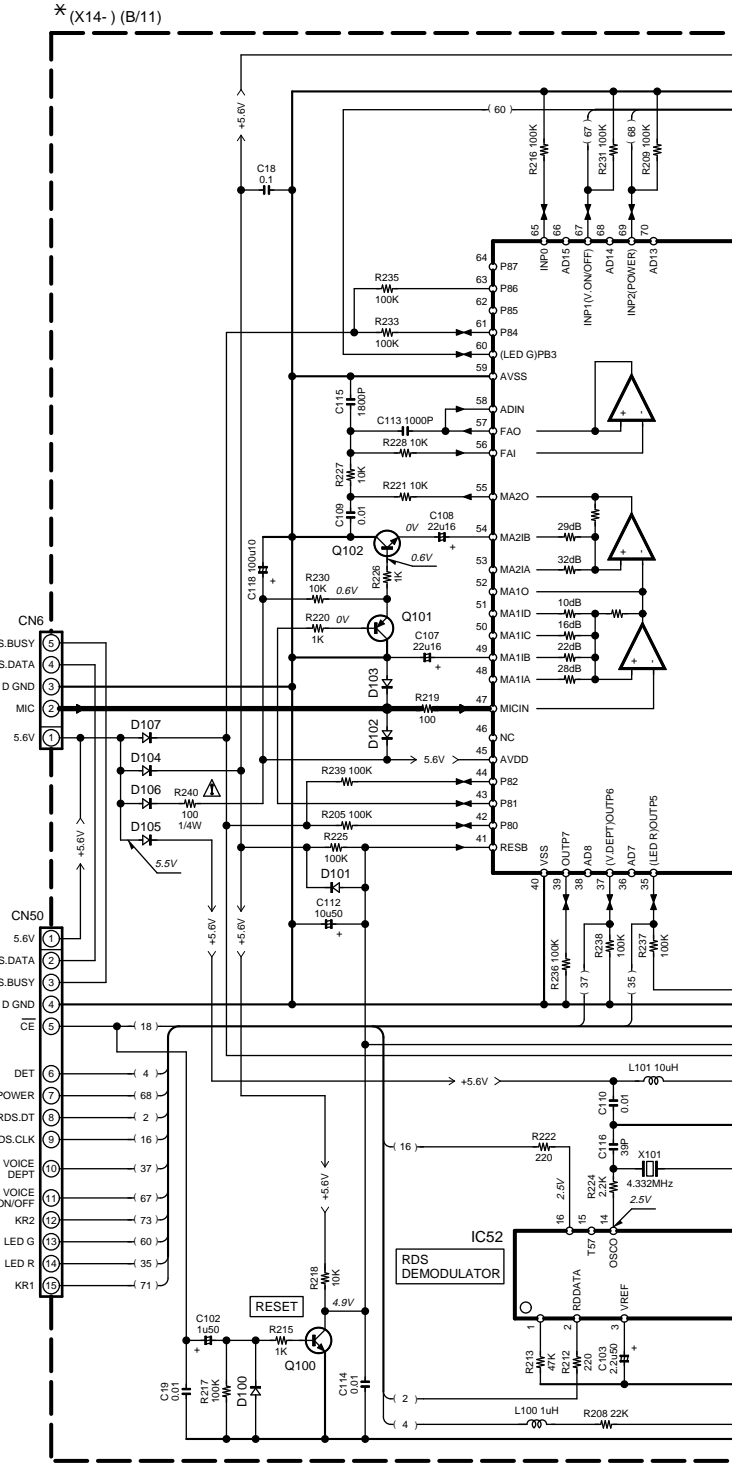 * (X14- ) (B/11)
+5.6V
60
R216 100K
67
R231 100K
68
R209 100K
C18
0.1
65
66
67
68
69
70
INP0
AD15
INP1(V.ON/OFF)
AD14
INP2(POWER)
AD13
64
P87
R235
100K
63
P86
62
P85
R233
100K
61
P84
60
(LED G)PB3
59
AVSS
C115
1800P
58
ADIN
C113 1000P
57
FAO
R228 10K
56
FAI
+ -
R227
10K
R221 10K
55
MA2O
C109
0.01
0V
C108
22u16
+
54
MA2IB
29dB
+ -
Q102
0.6V
53
MA2IA
32dB
C118 100u10
+
R230
10K
0.6V
R226
1K
52
MA1O
51
MA1ID
10dB
R220
1K
0V
Q101
50
MA1IC
16dB
C107
22u16
+
49
MA1IB
22dB
48
MA1IA
28dB
+ -
CN6
S.BUSY
5
S.DATA
4
D GND
3
MIC
2
5.6V
1
D103
R219
100
47
MICIN
D102
46
NC
D107
5.6V
45
AVDD
D104
R239 100K
44
P82
D106
R240
100
1/4W
43
P81
R205 100K
42
P80
D105
R225
100K
41
RESB
5.5V
+5.6V
D101
C112
10u50
+
VSS
OUTP7
AD8
(V.DEPT)OUTP6
AD7
(LED R)OUTP5
40
39
38
37
36
35
+5.6V
+5.6V
R236 100K
37
R238
100K
35
R237
100K
CN50
5.6V
1
S.DATA
2
S.BUSY
3
D GND
4
CE
5
18
DET
6
4
POWER
7
68
RDS.DT
8
2
RDS.CLK
9
16
VOICE
DEPT
10
37
VOICE
ON/OFF
11
67
KR2
12
73
LED G
13
60
LED R
14
35
KR1
15
71
+5.6V
L101 10uH
C110
0.01
C116
39P
16
R222
220
X101
4.332MHz
R224
2.2K
2.5V
2.5V
+5.6V
IC52
16
15
14
T57
OSCO
RDS
DEMODULATOR
RDDATA
VREF
1
2
3
R218
10K
4.9V
RESET
C102
1u50
+
R215
1K
Q100
C19
0.01
R217
100K
D100
C114
0.01
R213
47K
R212
220
C103
2.2u50
+
2
4
L100 1uH
R208 22K